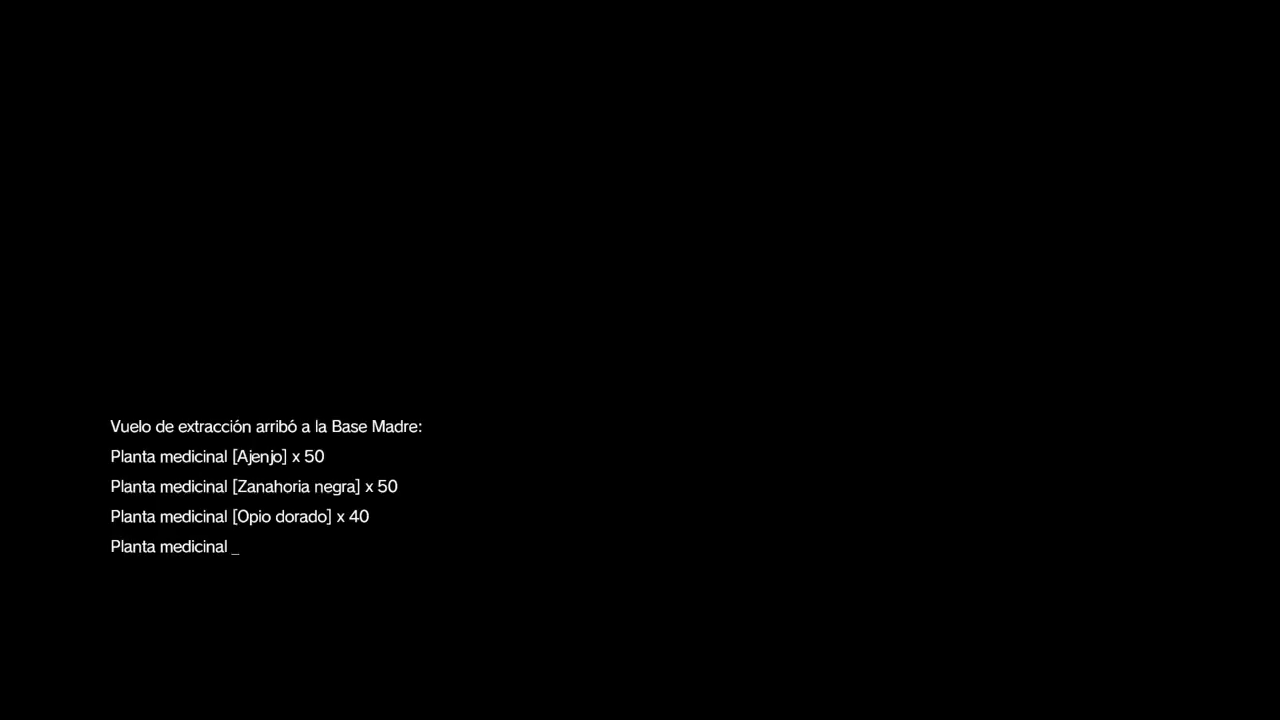 Vuelo de extracción arribó a la Base Madre:
Planta medicinal [Ajenjo] x 50
Planta medicinal [Zanahoria negra] x 50
Planta medicinal [Opio dorado] x 40
Planta medicinal _